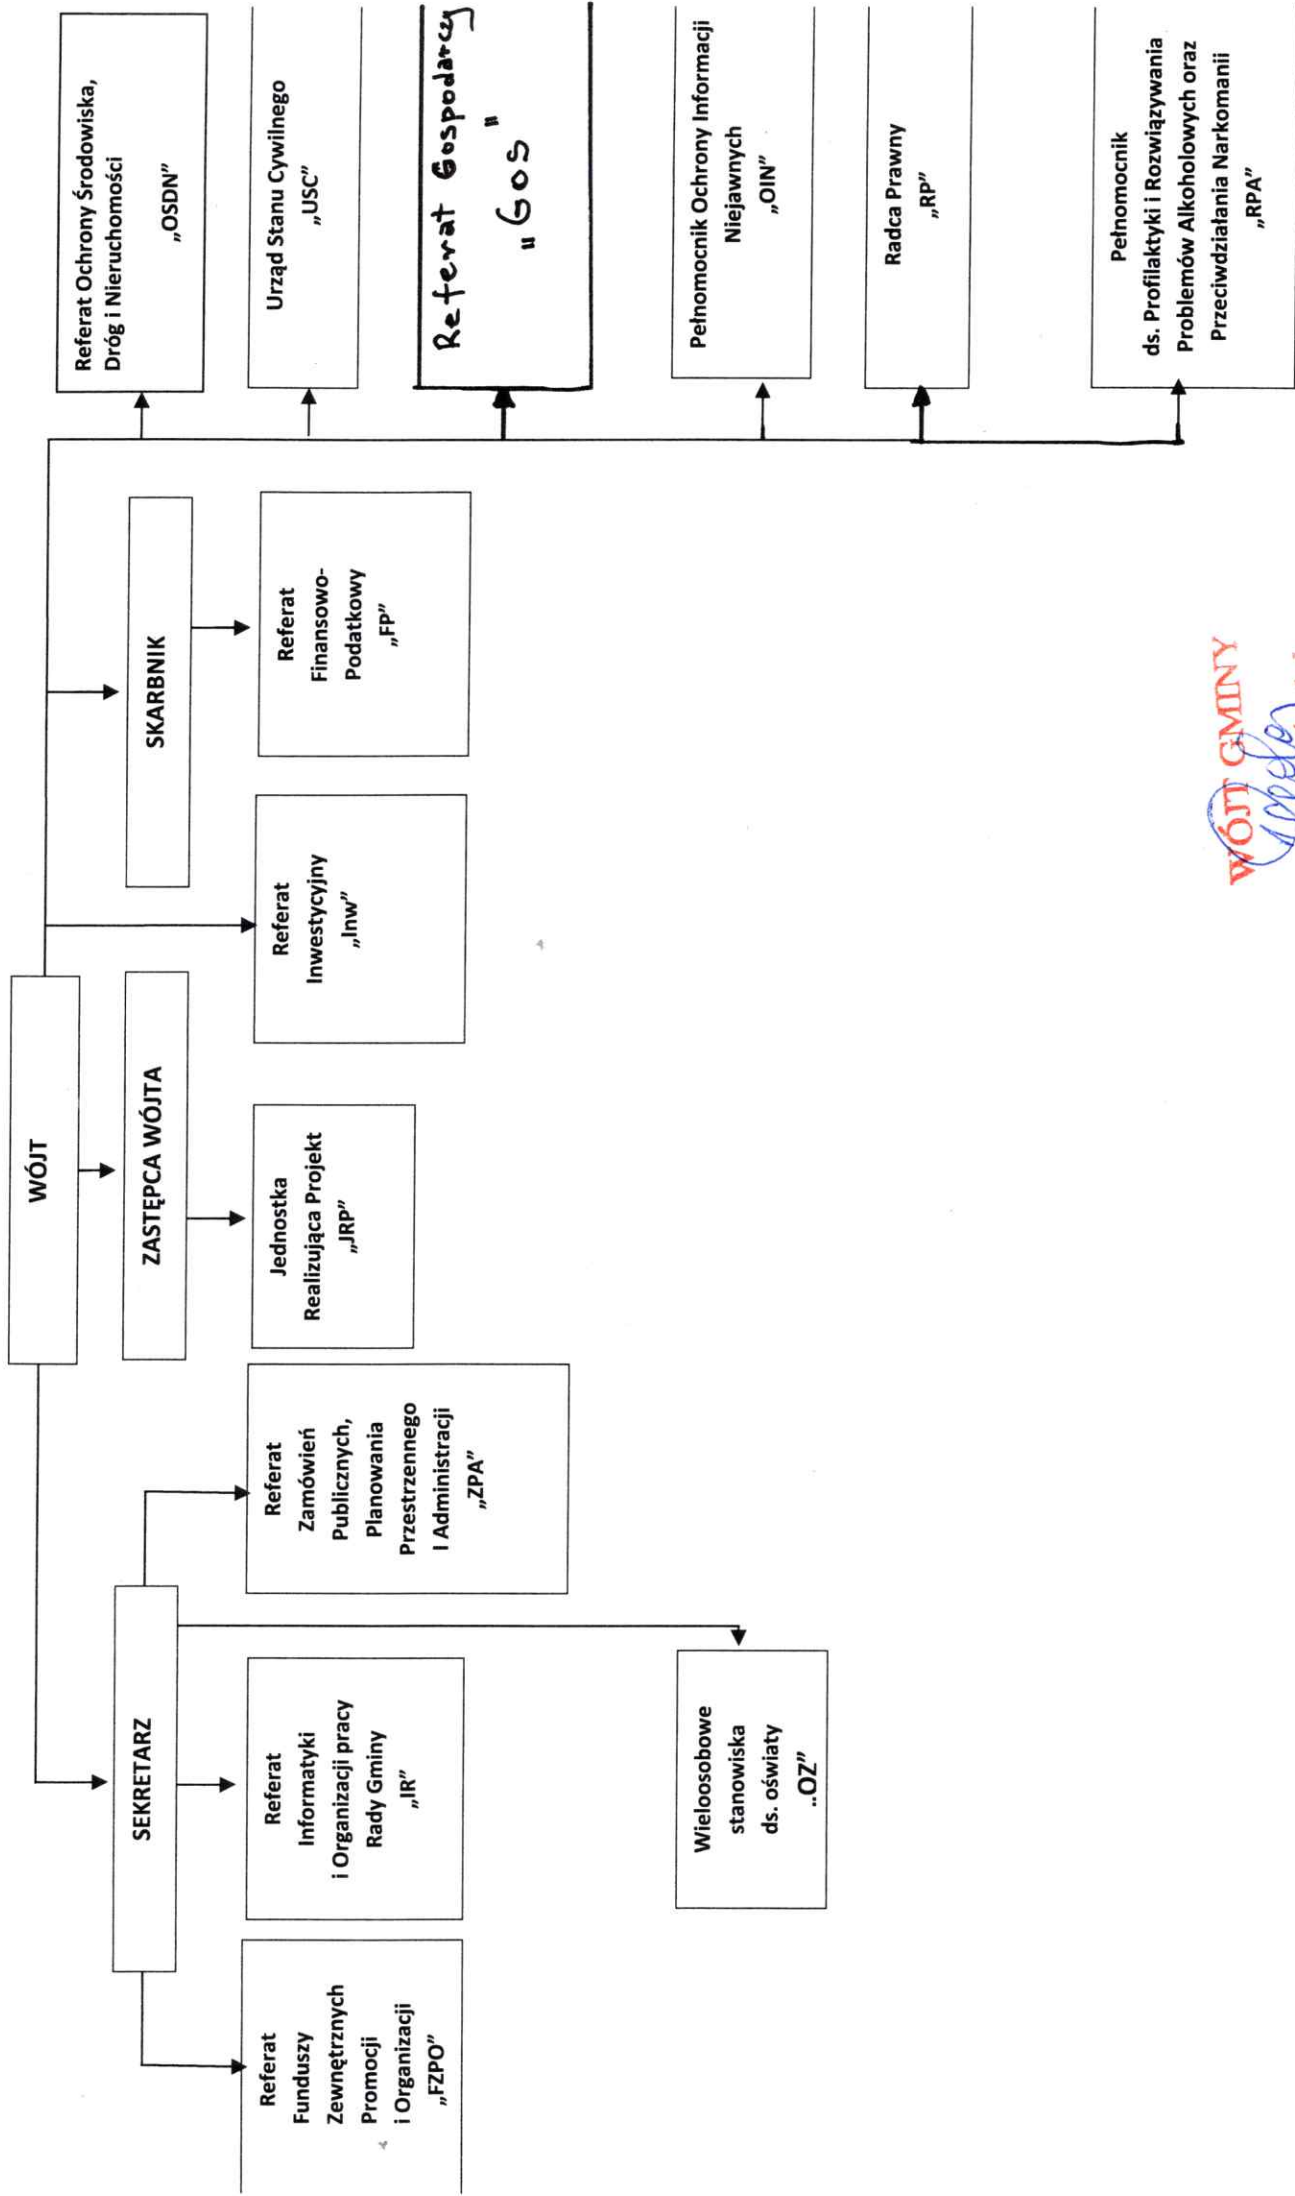 WÓJT
SEKRETARZ
ZASTĘPCA WÓJTA
SKARBNIK
Referat
Funduszy
Zewnętrznych
Promocji
i Organizacji
„FZPO”
Referat
Informatyki
i Organizacji pracy
Rady Gminy
„IR”
Referat
Zamówień
Publicznych,
Planowania
Przestrzennego
I Administracji
„ZPA”
Jednostka
Realizująca Projekt
„JRP”
Referat
Inwestycyjny
„Inw”
Referat
Finansowo-
Podatkowy
„FP”
Wieloosobowe
stanowiska
ds. oświaty
„OZ”
Referat Ochrony Środowiska,
Dróg i Nieruchomości
„OSDN”
Urząd Stanu Cywilnego
„USC”
Referat Gospodarczy
"Gos"
Pełnomocnik Ochrony Informacji
Niejawnych
„OIN”
Radca Prawny
„RP”
Pełnomocnik
ds. Profilaktyki i Rozwiązywania
Problemów Alkoholowych oraz
Przeciwdziałania Narkomanii
„RPA”
WÓJT GMINY